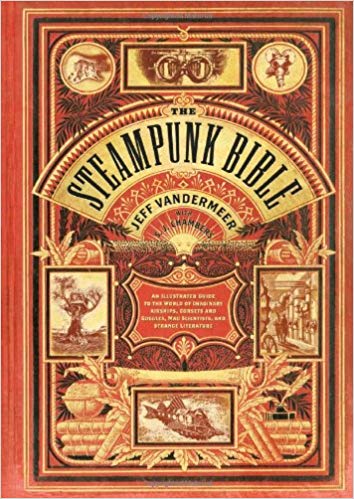 THE
STEAMPUNK BIBLE
JEFF VANDERMEER
WITH
S. J. CHAMBERS
AN ILLUSTRATED GUIDE
TO THE WORLD OF IMAGINARY
AIRSHIPS, CORSETS AND
GOGGLES, MAD SCIENTISTS, AND
STRANGE LITERATURE